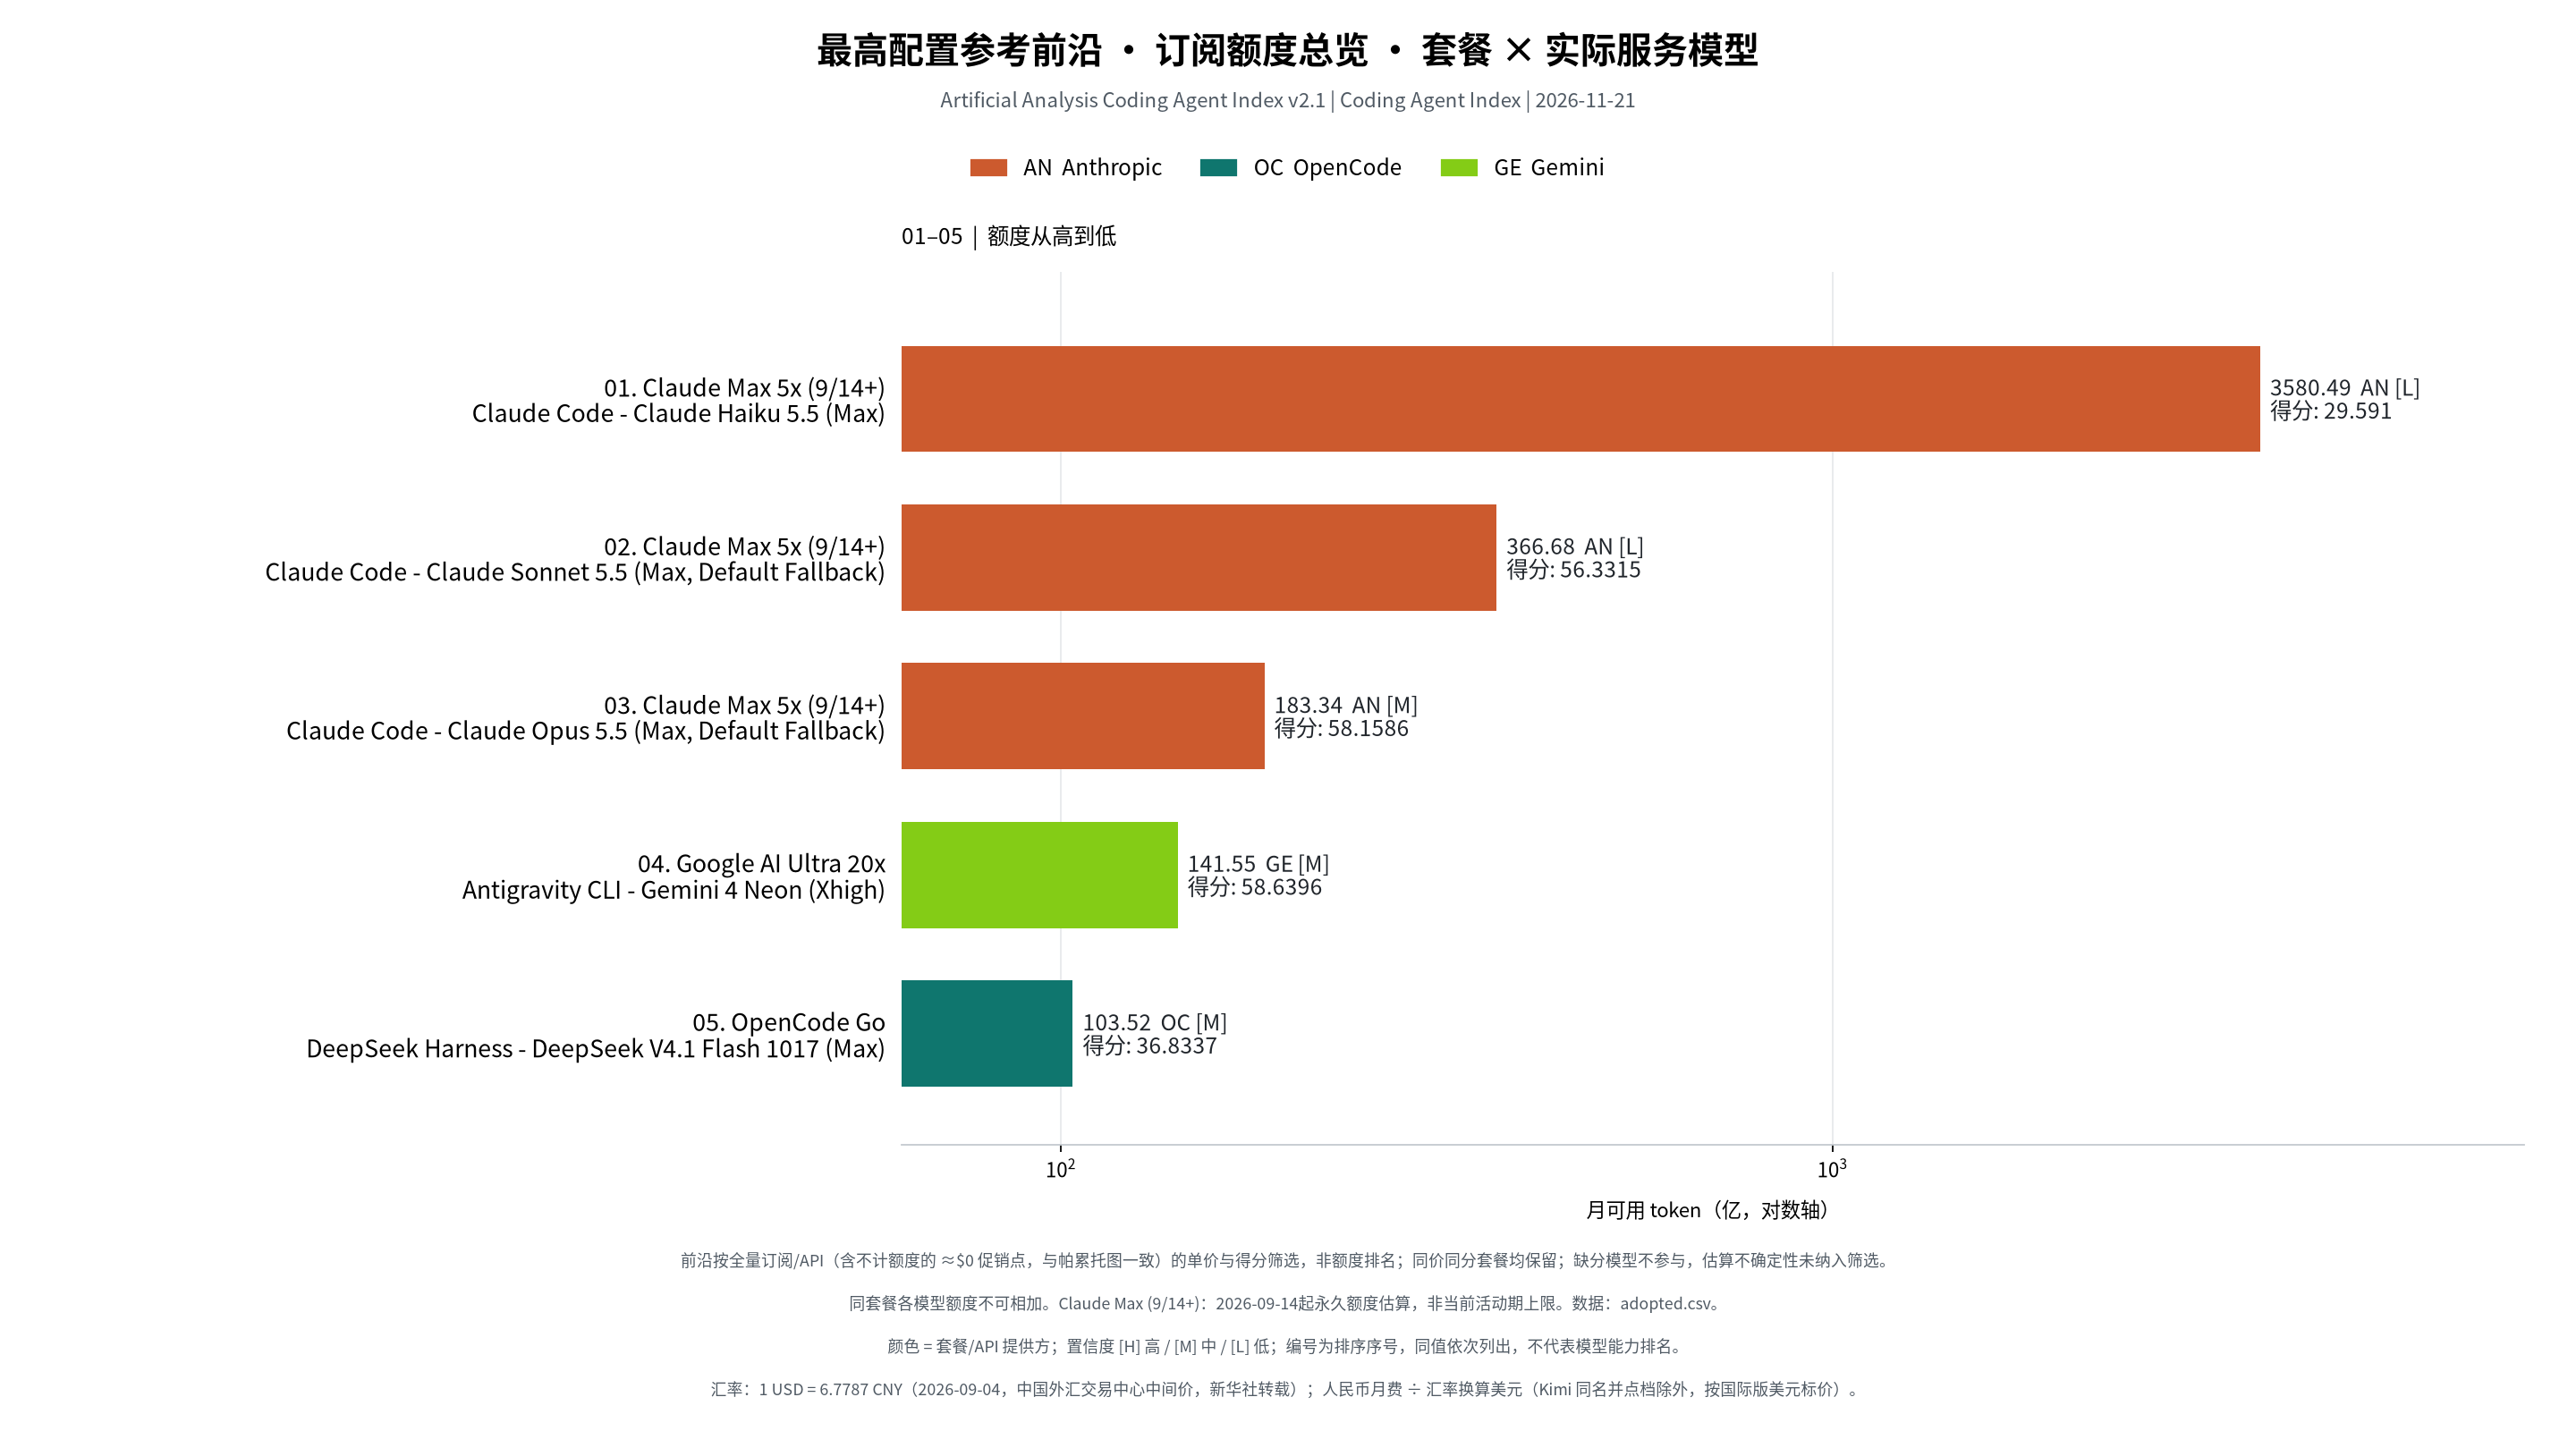 最高配置参考前沿 · 订阅额度总览 · 套餐 × 实际服务模型
Artificial Analysis Coding Agent Index v2.1 | Coding Agent Index | 2026-11-21
AN Anthropic OC OpenCode GE Gemini
01–05 | 额度从高到低
01. Claude Max 5x (9/14+)
Claude Code - Claude Haiku 5.5 (Max)
3580.49 AN [L]
得分: 29.591
02. Claude Max 5x (9/14+)
Claude Code - Claude Sonnet 5.5 (Max, Default Fallback)
366.68 AN [L]
得分: 56.3315
03. Claude Max 5x (9/14+)
Claude Code - Claude Opus 5.5 (Max, Default Fallback)
183.34 AN [M]
得分: 58.1586
04. Google AI Ultra 20x
Antigravity CLI - Gemini 4 Neon (Xhigh)
141.55 GE [M]
得分: 58.6396
05. OpenCode Go
DeepSeek Harness - DeepSeek V4.1 Flash 1017 (Max)
103.52 OC [M]
得分: 36.8337
10² 10³
月可用 token（亿，对数轴）
前沿按全量订阅/API（含不计额度的 ≈$0 促销点，与帕累托图一致）的单价与得分筛选，非额度排名；同价同分套餐均保留；缺分模型不参与，估算不确定性未纳入筛选。
同套餐各模型额度不可相加。Claude Max (9/14+)：2026-09-14起永久额度估算，非当前活动期上限。数据：adopted.csv。
颜色 = 套餐/API 提供方；置信度 [H] 高 / [M] 中 / [L] 低；编号为排序序号，同值依次列出，不代表模型能力排名。
汇率：1 USD = 6.7787 CNY（2026-09-04，中国外汇交易中心中间价，新华社转载）；人民币月费 ÷ 汇率换算美元（Kimi 同名并点档除外，按国际版美元标价）。